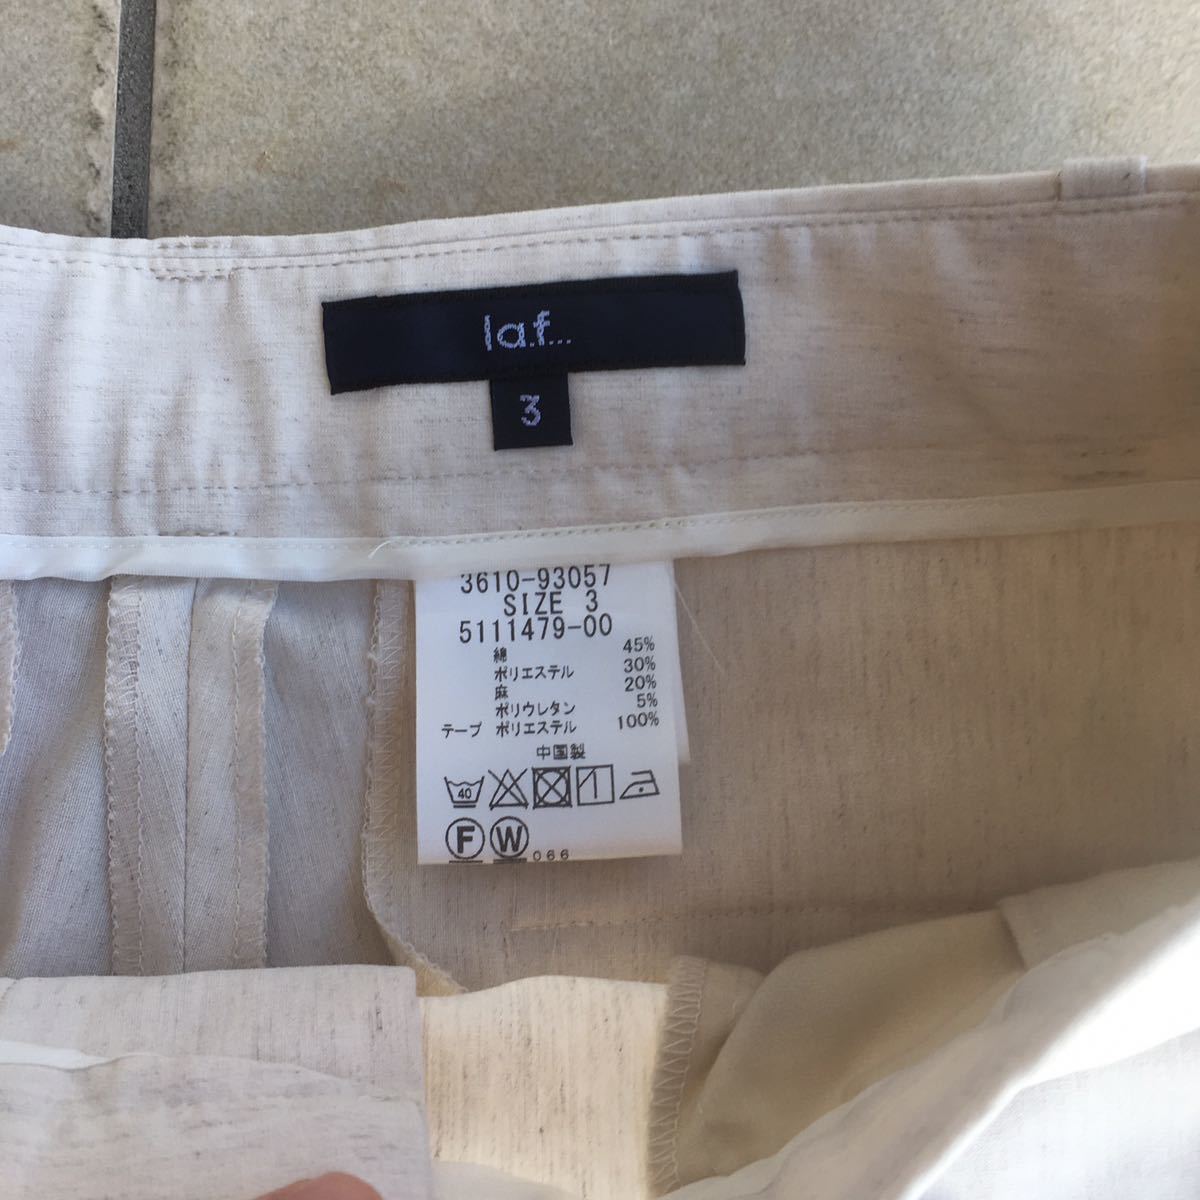 la.f...
3
3610-93057
SIZE 3
5111479-00
綿 45%
ポリエステル 30%
麻 20%
ポリウレタン 5%
テープ ポリエステル 100%
中国製
40
F W 066